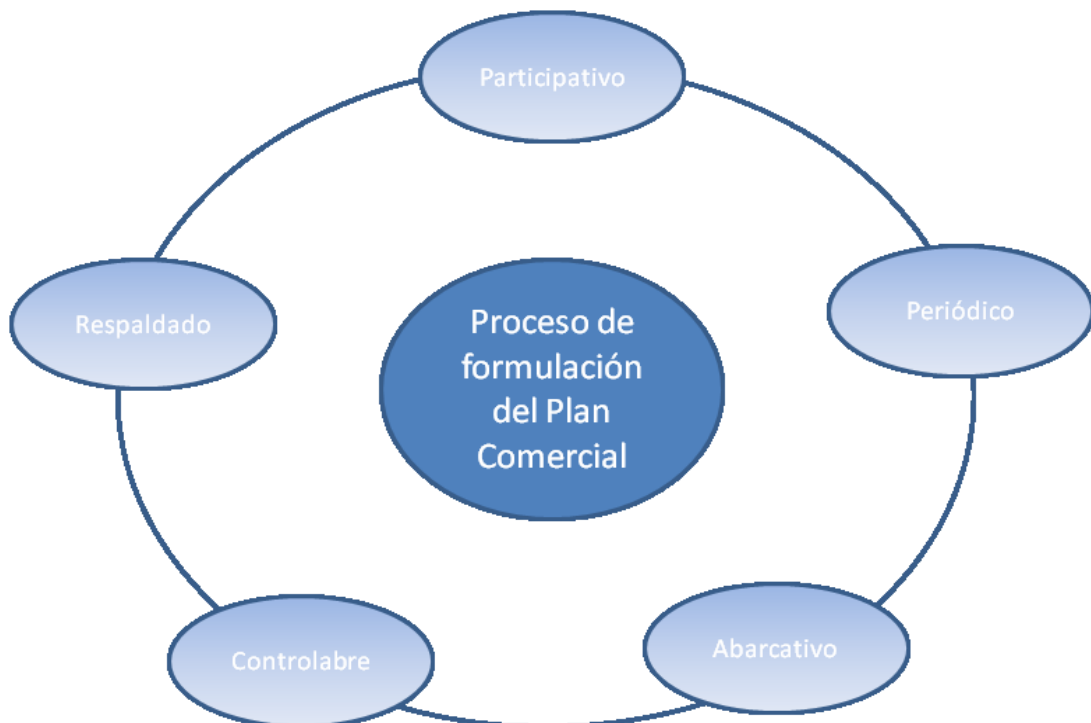 Participativo
Periódico
Respaldado
Proceso de
formulación
del Plan
Comercial
Abarcativo
Controlabre